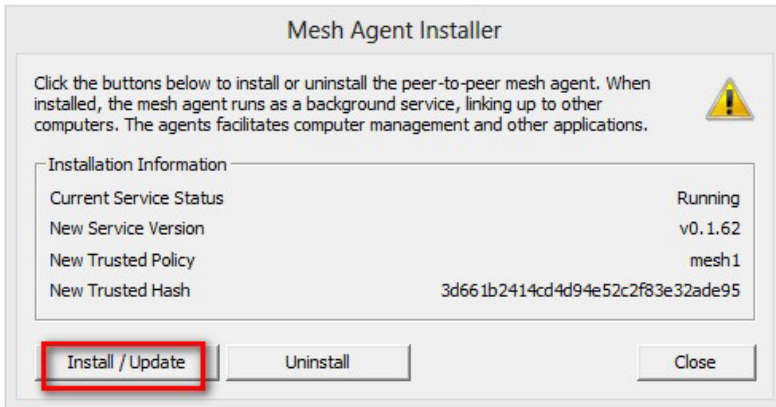 Mesh Agent Installer
Click the buttons below to install or uninstall the peer-to-peer mesh agent. When
installed, the mesh agent runs as a background service, linking up to other
computers. The agents facilitates computer management and other applications.
Installation Information
Current Service Status Running
New Service Version v0.1.62
New Trusted Policy mesh1
New Trusted Hash 3d661b2414cd4d94e52c2f83e32ade95
Install / Update Uninstall Close